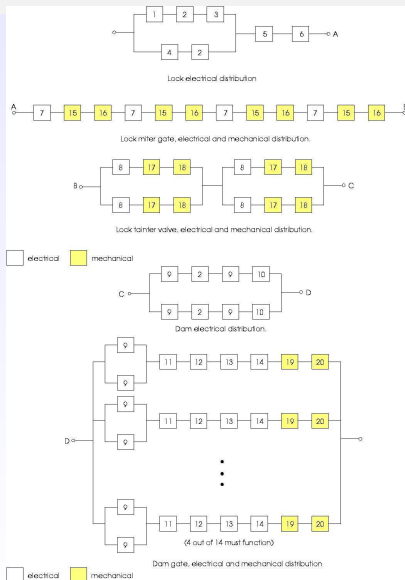 1 2 3
5 6 A
4 2
Lock electrical distribution
A B
7 15 16 7 15 16 7 15 16 7 15 16
Lock miter gate, electrical and mechanical distribution.
8 17 18 8 17 18
B C
8 17 18 8 17 18
Lock tainter valve, electrical and mechanical distribution.
electrical mechanical
9 2 9 10
C D
9 2 9 10
Dam electrical distribution.
9
11 12 13 14 19 20
9
9
11 12 13 14 19 20
D
9
9
11 12 13 14 19 20
9
(4 out of 14 must function)
Dam gate, electrical and mechanical distribution
electrical mechanical